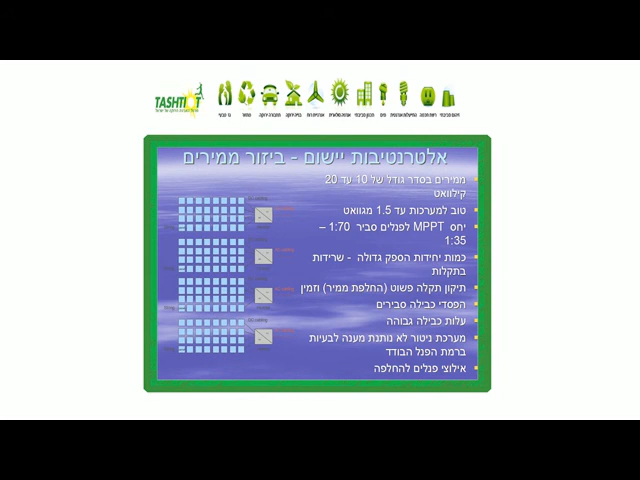 TASHTIOT
אלטרנטיבות יישום - ביזור ממירים
ממירים בסדר גודל של 10 עד 20
קילוואט
טוב למערכות עד 1.5 מגוואט
יחס MPPT לפנלים סביר 1:70 –
1:35
כמות יחידות הספק גדולה - שרידות
בתקלות
תיקון תקלה פשוט (החלפת ממיר) וזמין
הפסדי כבילה סבירים
עלות כבילה גבוהה
מערכת ניטור לא נותנת מענה לבעיות
ברמת הפנל הבודד
אילוצי פנלים להחלפה